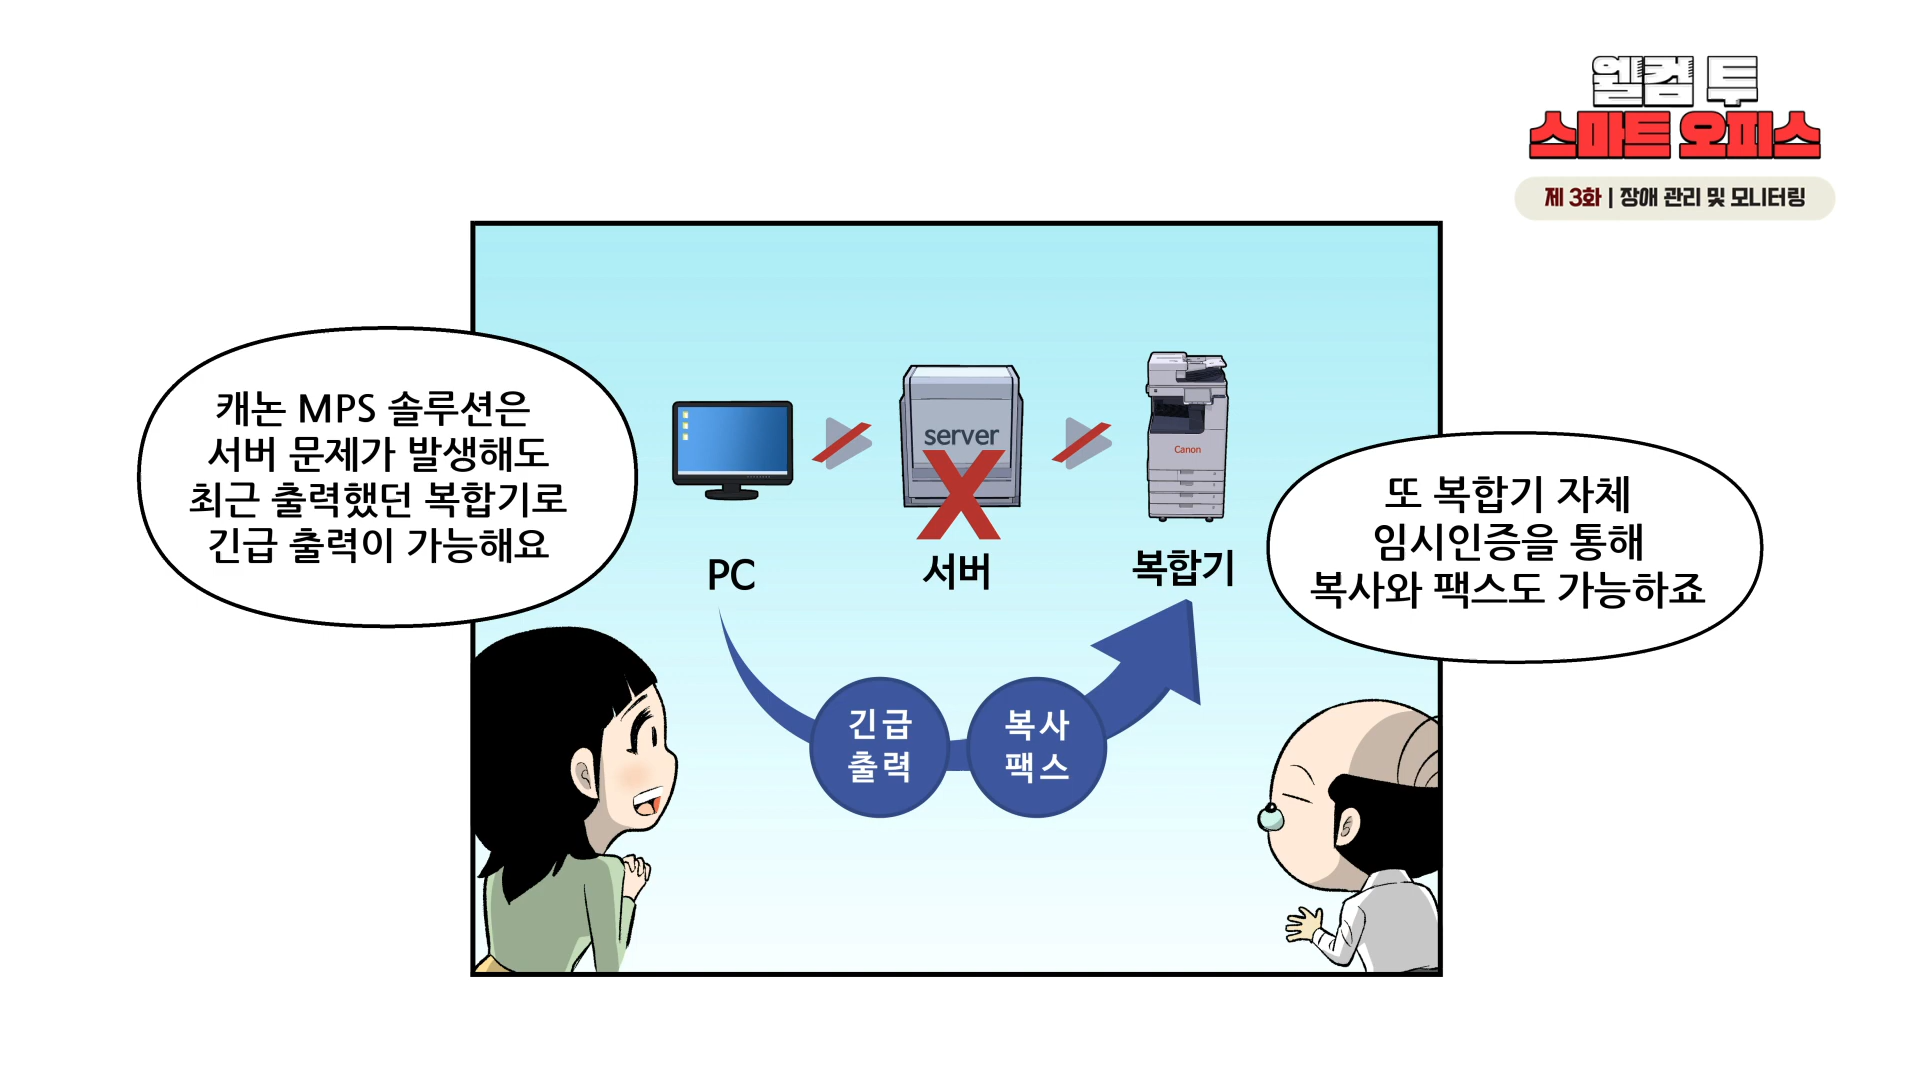 웰컴 투
스마트 오피스
제 3화 | 장애 관리 및 모니터링
캐논 MPS 솔루션은
서버 문제가 발생해도
최근 출력했던 복합기로
긴급 출력이 가능해요
server
X
Canon
PC
서버
복합기
또 복합기 자체
임시인증을 통해
복사와 팩스도 가능하죠
긴급
출력
복사
팩스